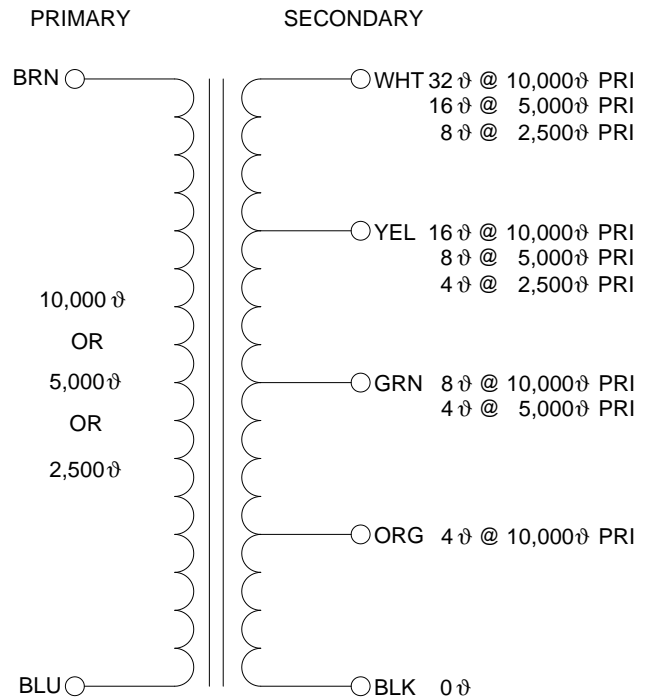 PRIMARY SECONDARY
BRN WHT 32 ϑ @ 10,000ϑ PRI
16 ϑ @ 5,000ϑ PRI
8 ϑ @ 2,500ϑ PRI
YEL 16 ϑ @ 10,000ϑ PRI
8 ϑ @ 5,000ϑ PRI
4 ϑ @ 2,500ϑ PRI
10,000 ϑ
OR
5,000ϑ
OR
2,500ϑ
GRN 8 ϑ @ 10,000ϑ PRI
4 ϑ @ 5,000ϑ PRI
ORG 4 ϑ @ 10,000ϑ PRI
BLU BLK 0 ϑ